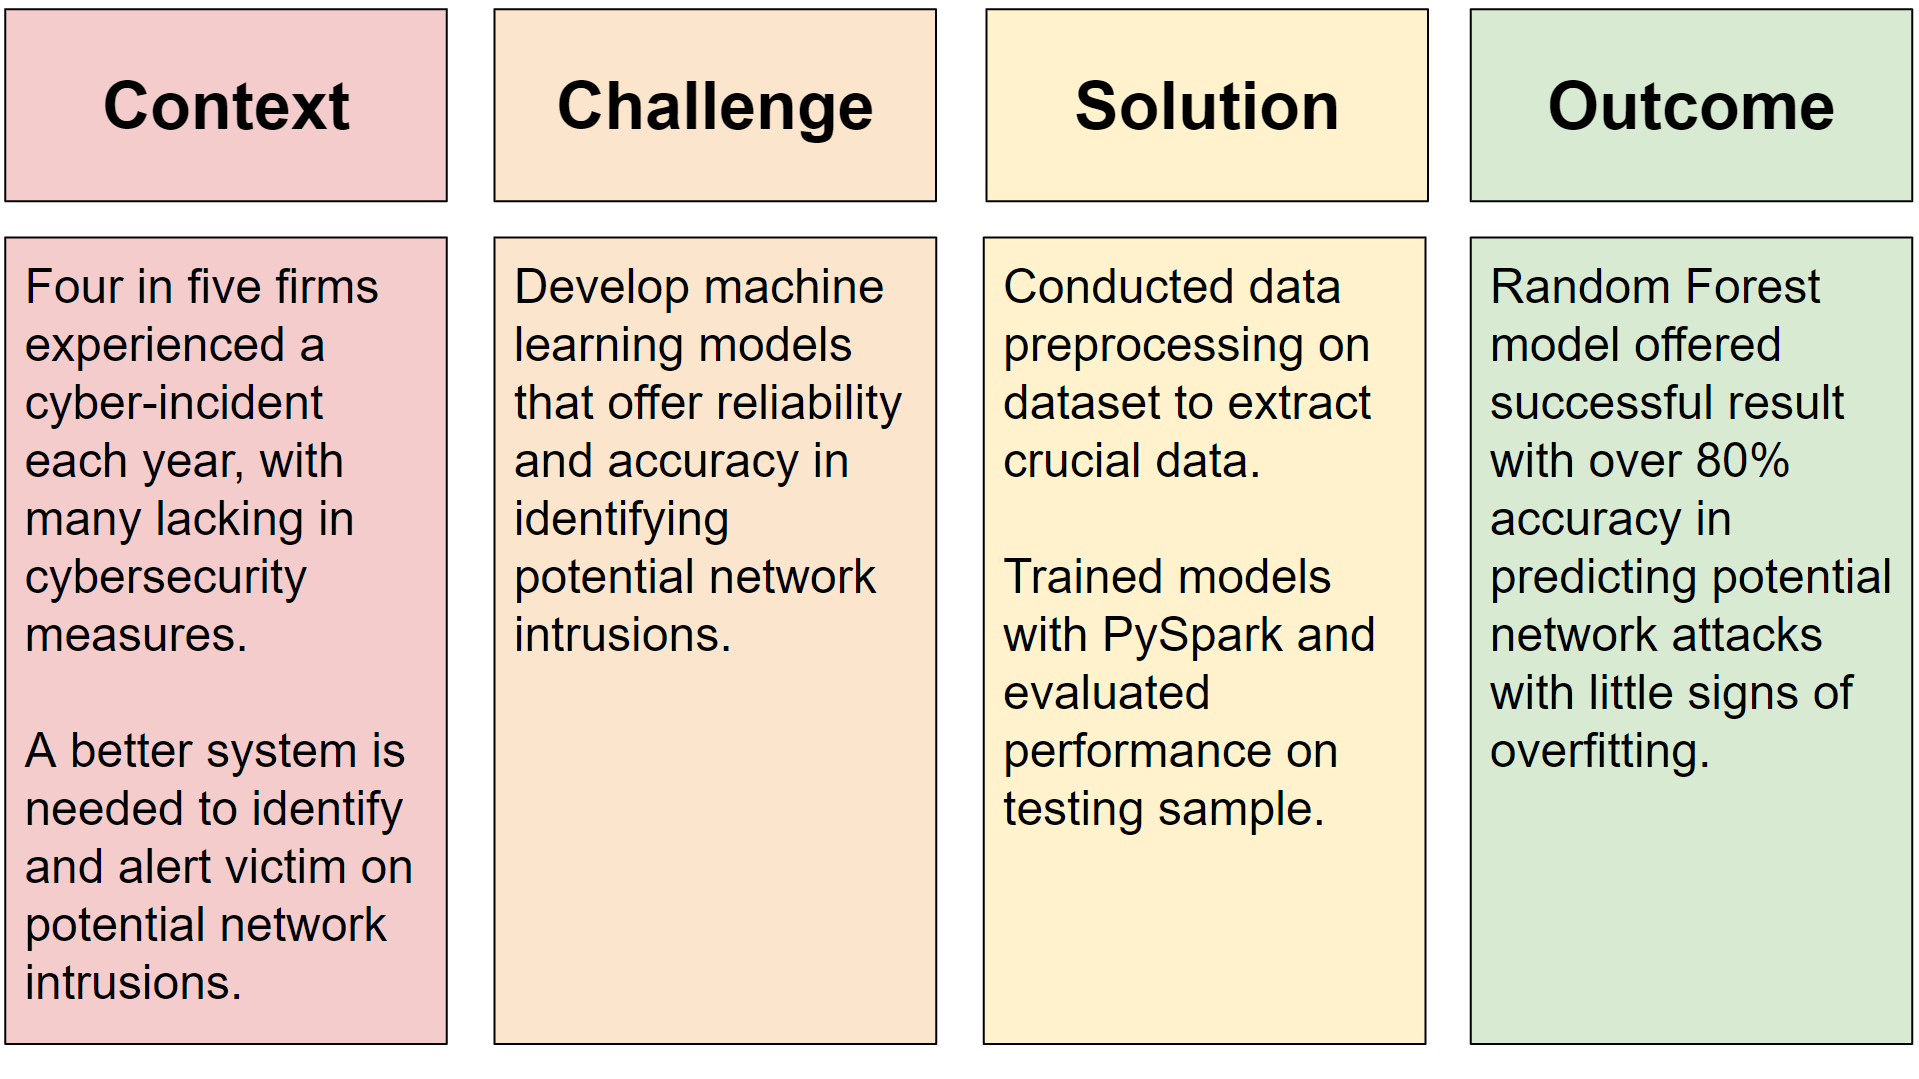 Context
Challenge
Solution
Outcome
Four in five firms
experienced a
cyber-incident
each year, with
many lacking in
cybersecurity
measures.
A better system is
needed to identify
and alert victim on
potential network
intrusions.
Develop machine
learning models
that offer reliability
and accuracy in
identifying
potential network
intrusions.
Conducted data
preprocessing on
dataset to extract
crucial data.
Trained models
with PySpark and
evaluated
performance on
testing sample.
Random Forest
model offered
successful result
with over 80%
accuracy in
predicting potential
network attacks
with little signs of
overfitting.